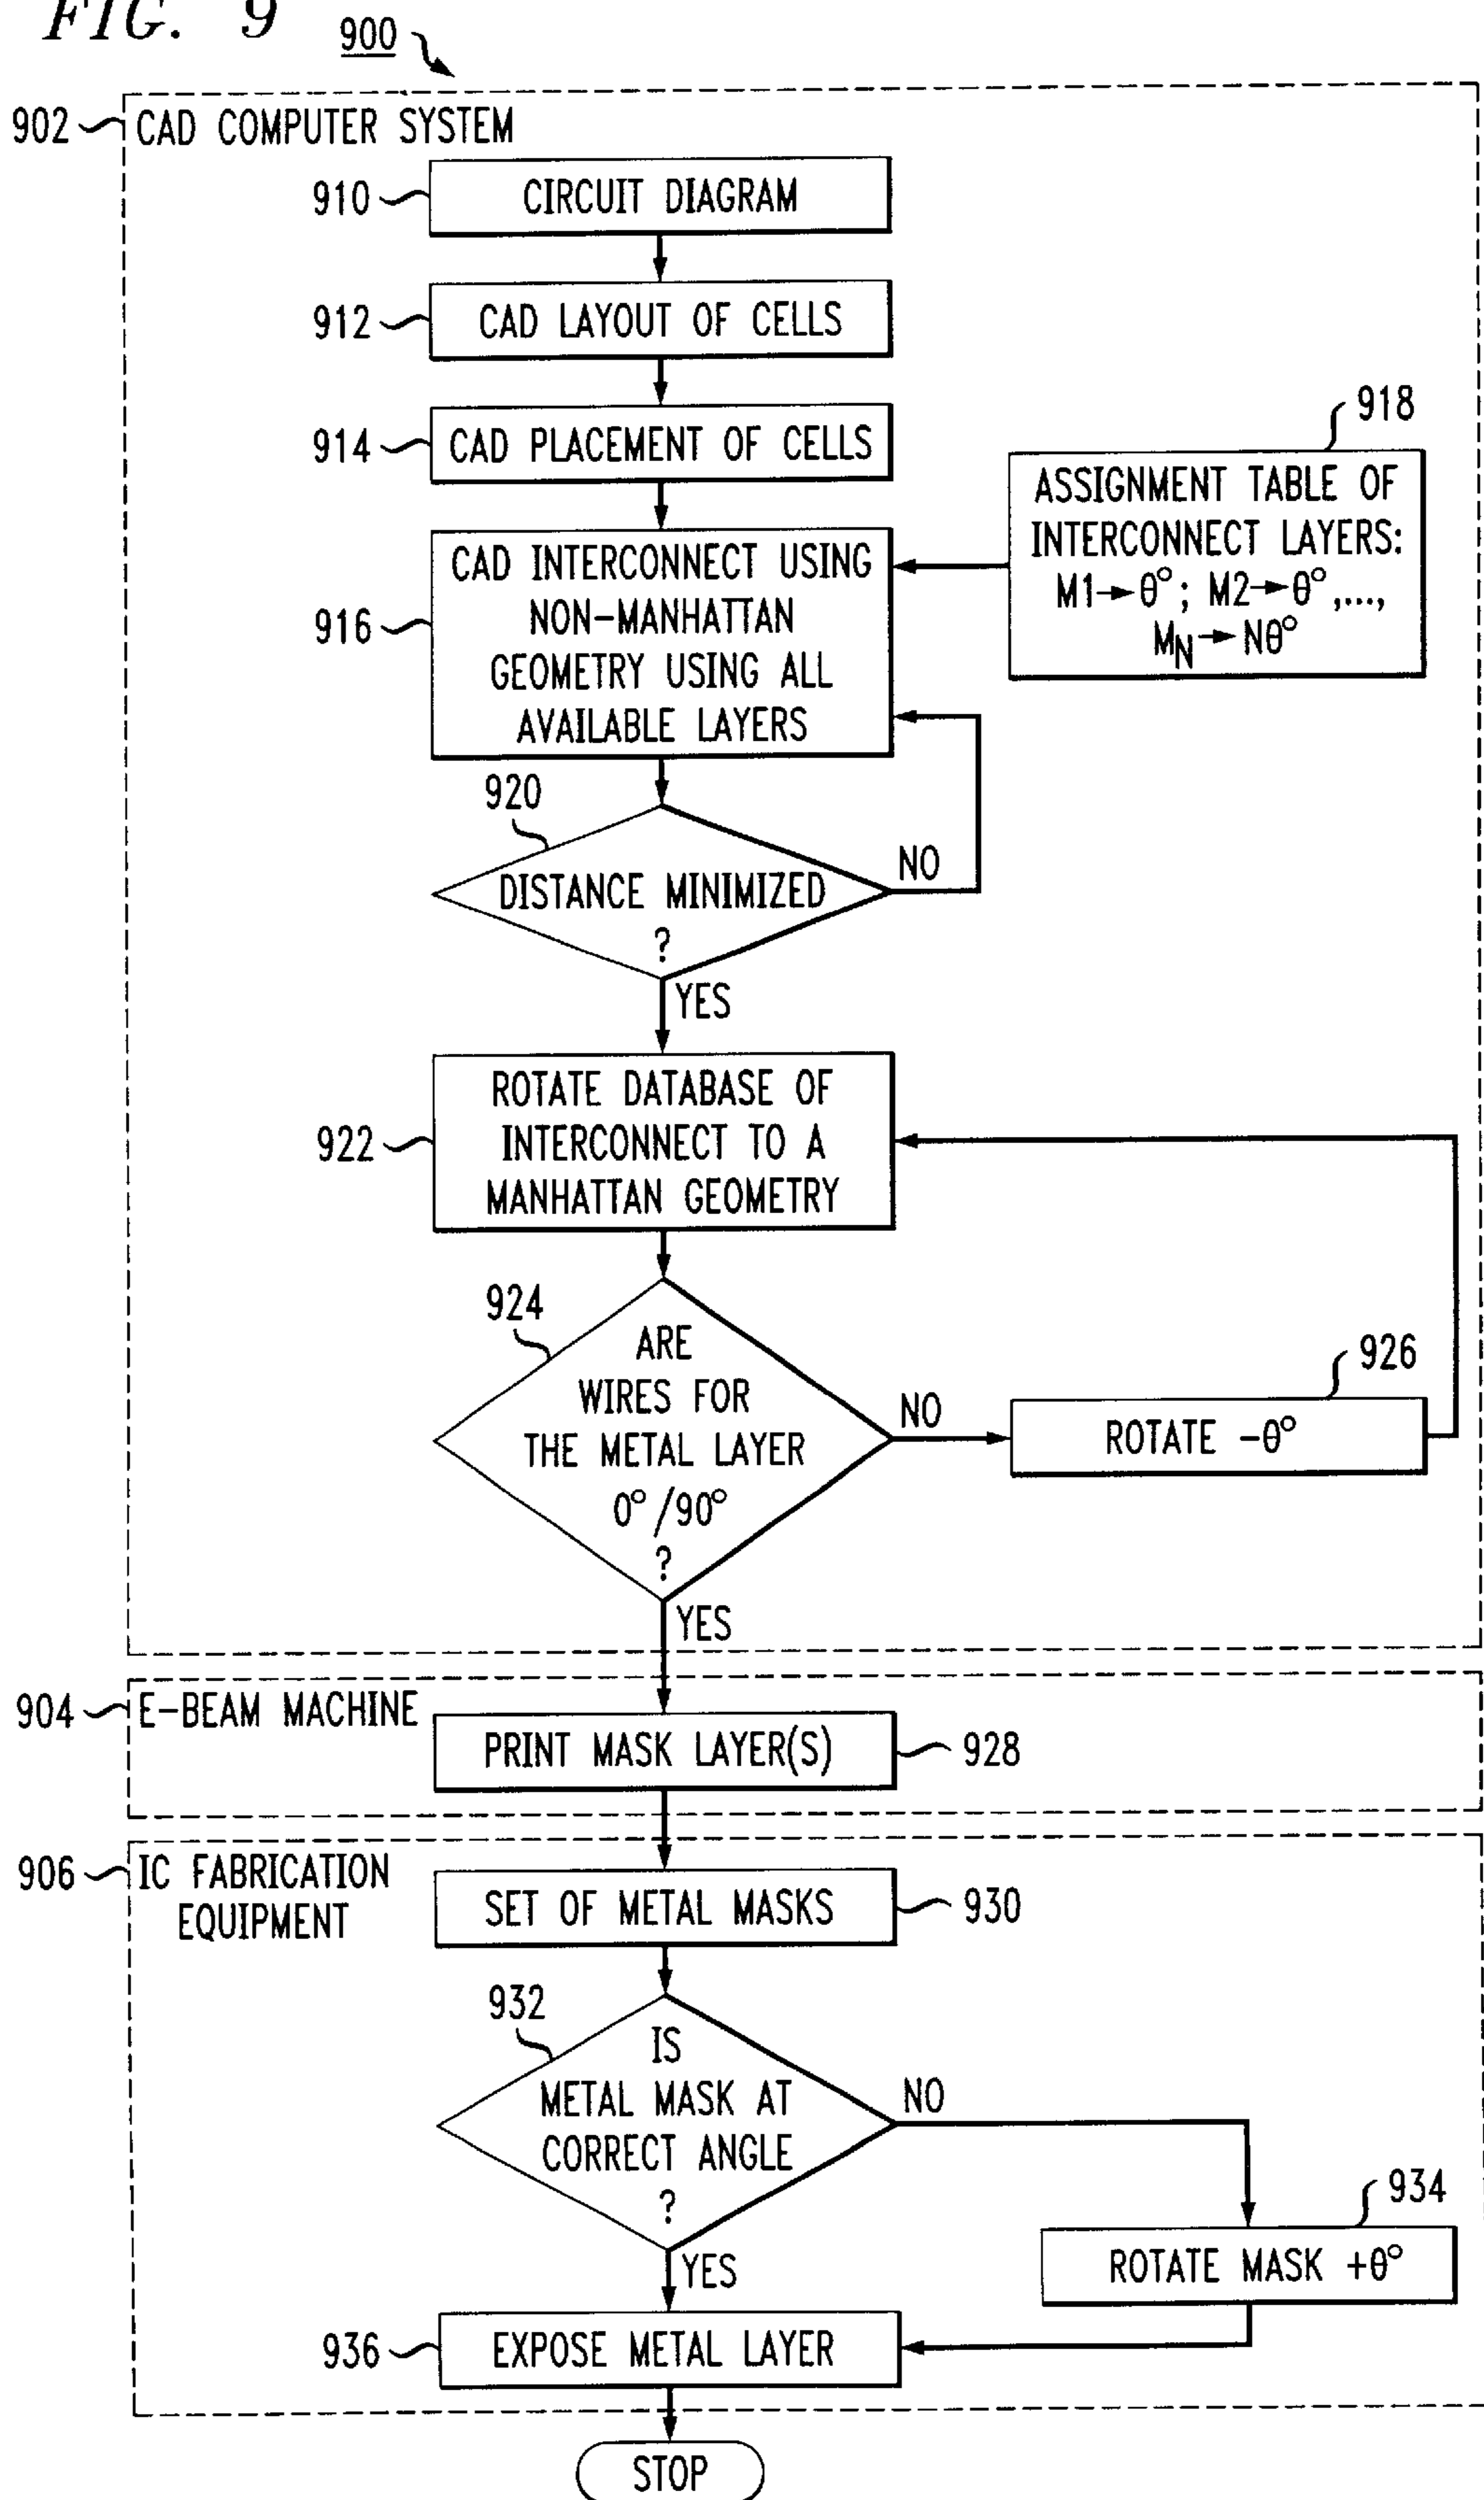 FIG. 9
900
902
CAD COMPUTER SYSTEM
910
CIRCUIT DIAGRAM
912
CAD LAYOUT OF CELLS
914
CAD PLACEMENT OF CELLS
918
ASSIGNMENT TABLE OF
INTERCONNECT LAYERS:
M1→θ°; M2→θ°,...,
MN→Nθ°
916
CAD INTERCONNECT USING
NON-MANHATTAN
GEOMETRY USING ALL
AVAILABLE LAYERS
920
DISTANCE MINIMIZED
?
NO
YES
922
ROTATE DATABASE OF
INTERCONNECT TO A
MANHATTAN GEOMETRY
924
ARE
WIRES FOR
THE METAL LAYER
0°/90°
?
NO
926
ROTATE -θ°
YES
904
E-BEAM MACHINE
PRINT MASK LAYER(S)
928
906
IC FABRICATION
EQUIPMENT
SET OF METAL MASKS
930
932
IS
METAL MASK AT
CORRECT ANGLE
?
NO
934
ROTATE MASK +θ°
YES
936
EXPOSE METAL LAYER
STOP